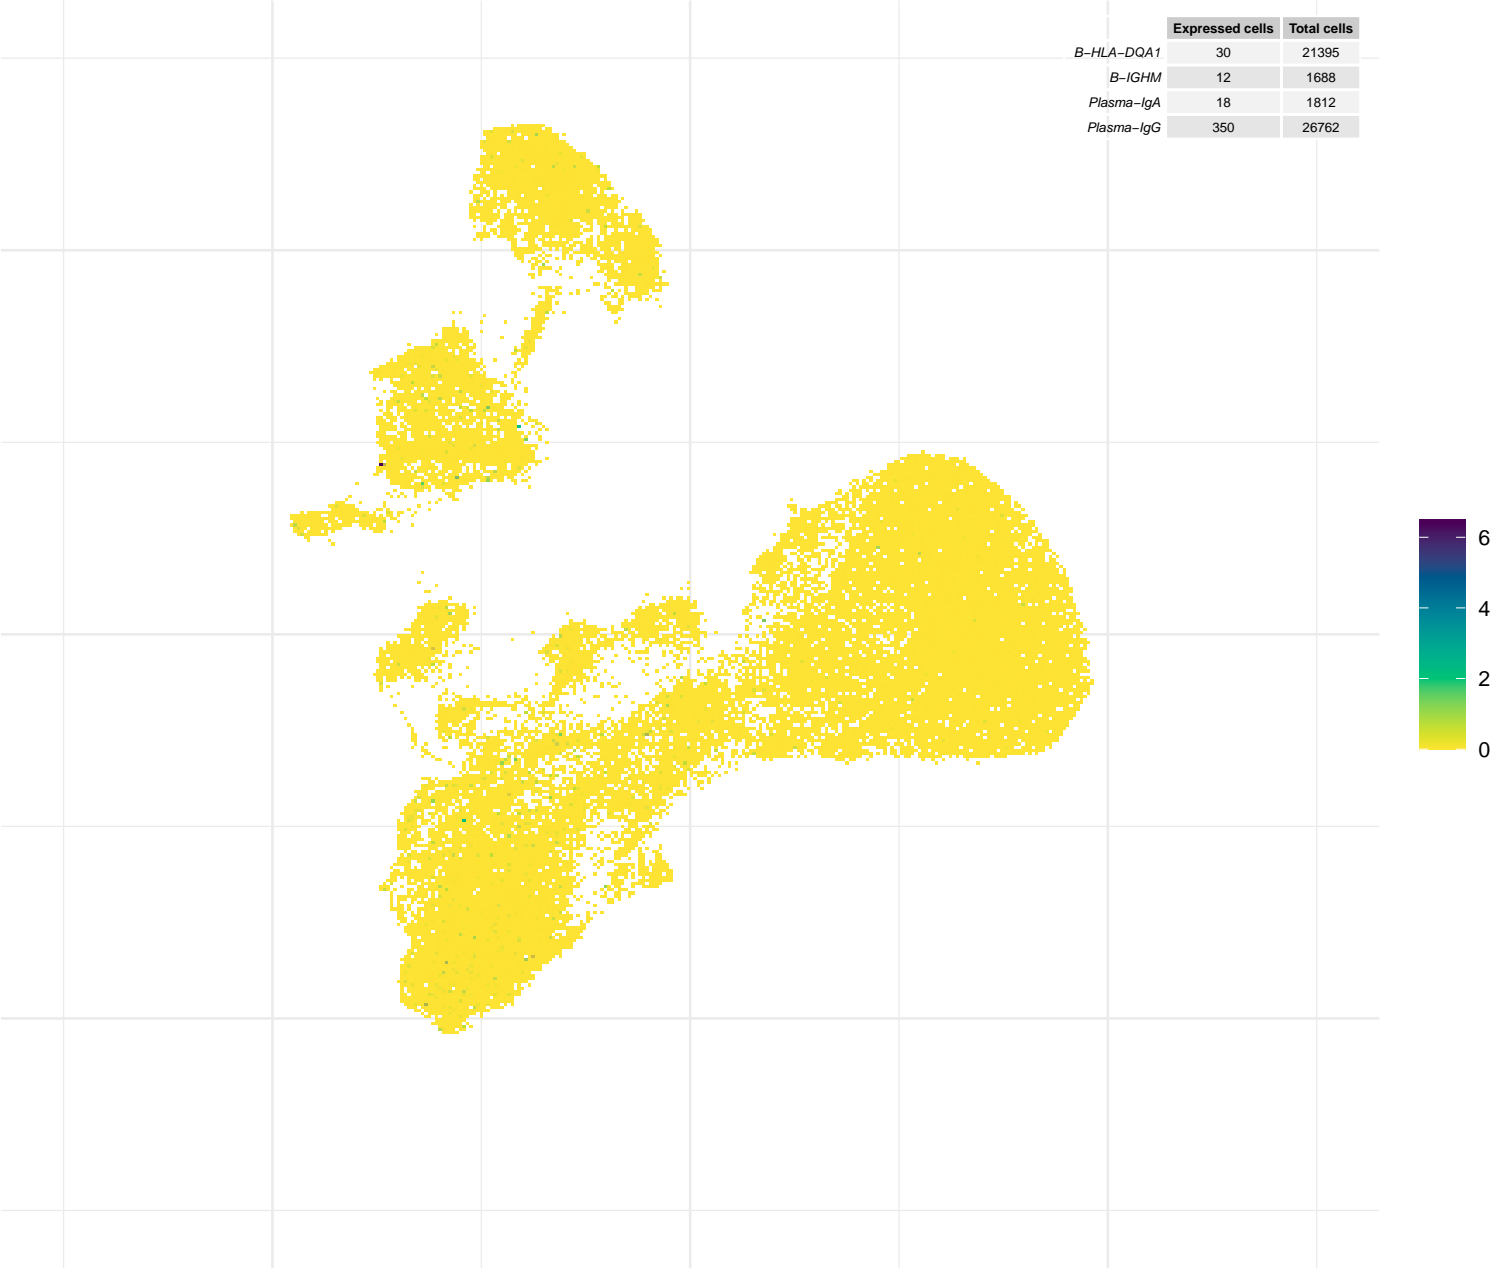 Expressed cells Total cells
B−HLA−DQA1 30 21395
B−IGHM 12 1688
Plasma−IgA 18 1812
Plasma−IgG 350 26762
6
4
2
0